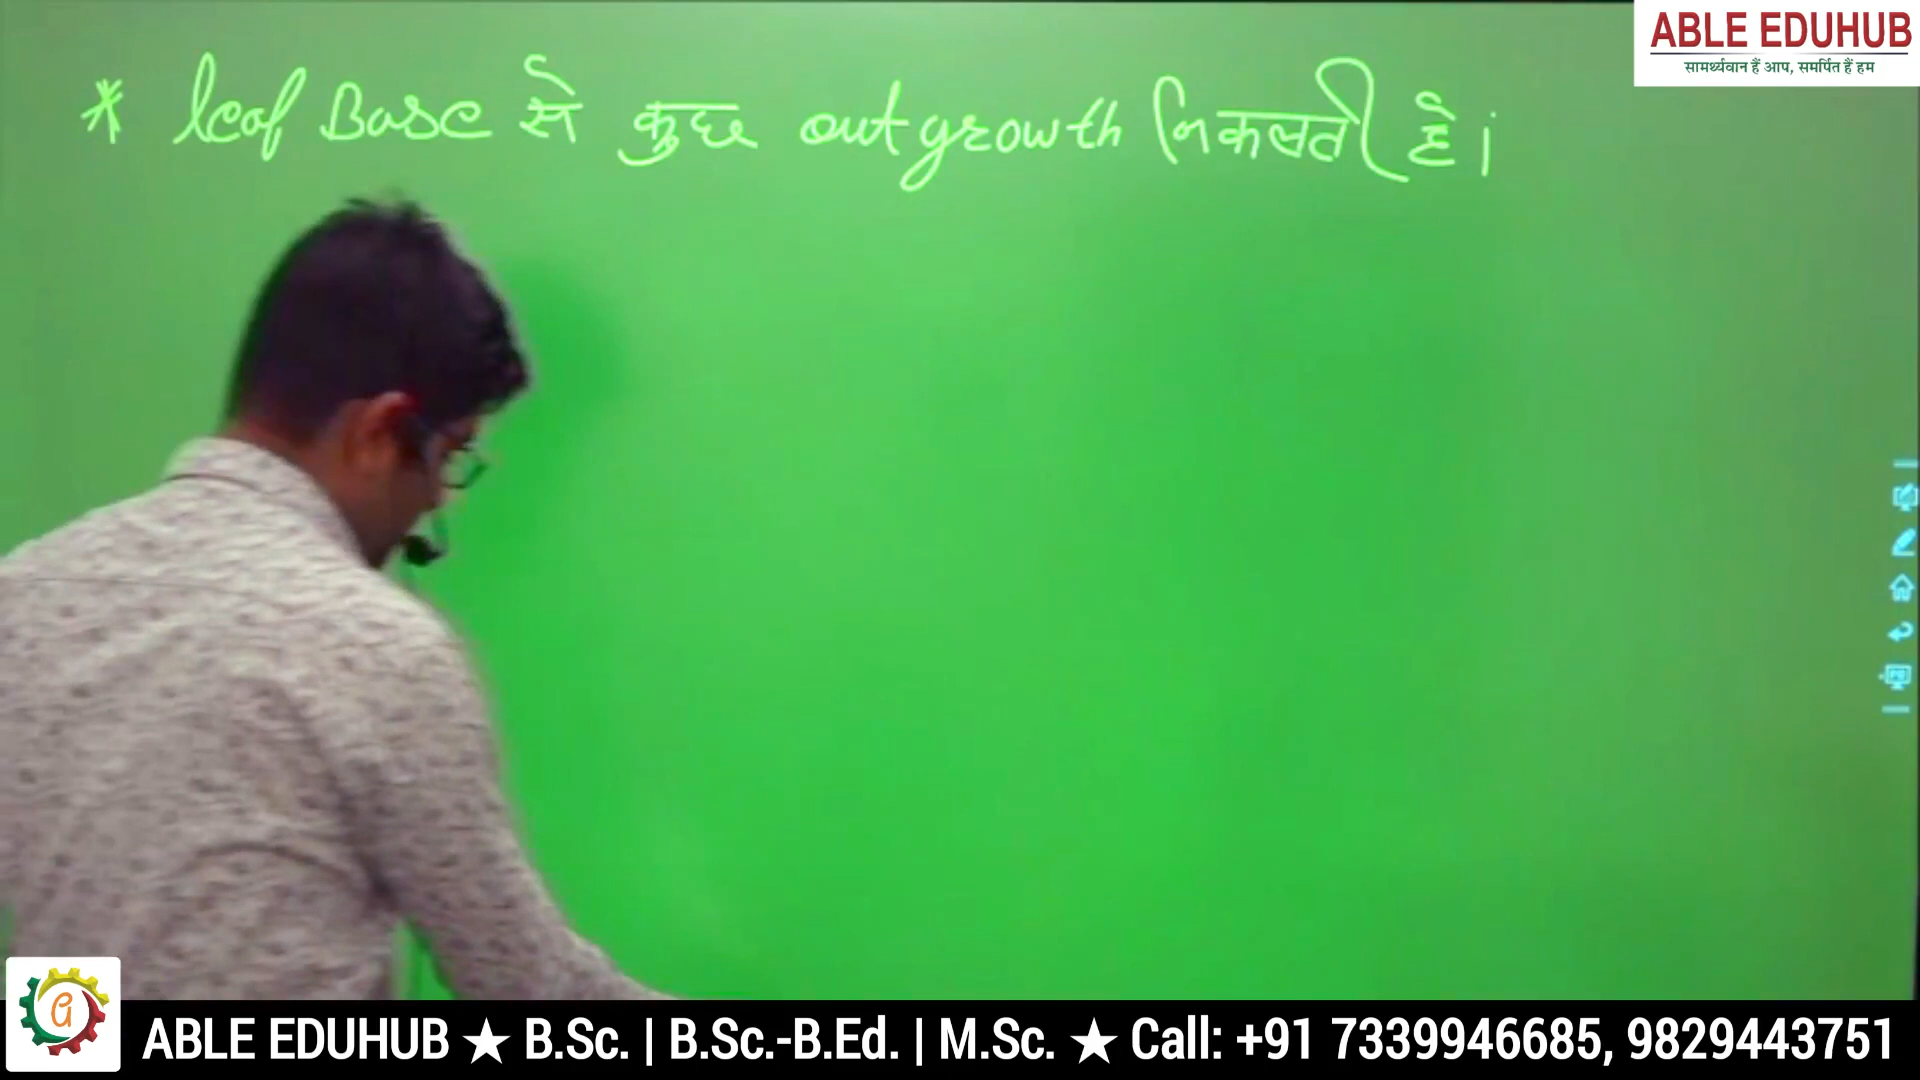 ABLE EDUHUB
सामर्थ्यवान हैं आप, समर्पित हैं हम
* leaf Base से कुछ outgrowth निकलती है।
ABLE EDUHUB ★ B.Sc. | B.Sc.-B.Ed. | M.Sc. ★ Call: +91 7339946685, 9829443751